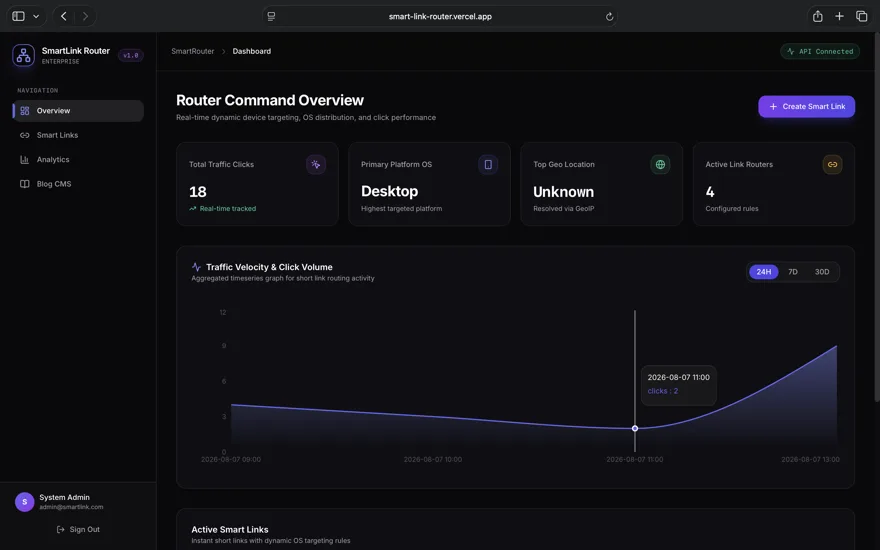 smart-link-router.vercel.app
SmartLink Router
ENTERPRISE
v1.0
SmartRouter > Dashboard
API Connected
NAVIGATION
Overview
Smart Links
Analytics
Blog CMS
Router Command Overview
Real-time dynamic device targeting, OS distribution, and click performance
+ Create Smart Link
Total Traffic Clicks
18
Real-time tracked
Primary Platform OS
Desktop
Highest targeted platform
Top Geo Location
Unknown
Resolved via GeoIP
Active Link Routers
4
Configured rules
Traffic Velocity & Click Volume
Aggregated timeseries graph for short link routing activity
24H 7D 30D
12
9
6
3
0
2026-08-07 11:00
clicks : 2
2026-08-07 09:00 2026-08-07 10:00 2026-08-07 11:00 2026-08-07 13:00
S
System Admin
admin@smartlink.com
Sign Out
Active Smart Links
Instant short links with dynamic OS targeting rules